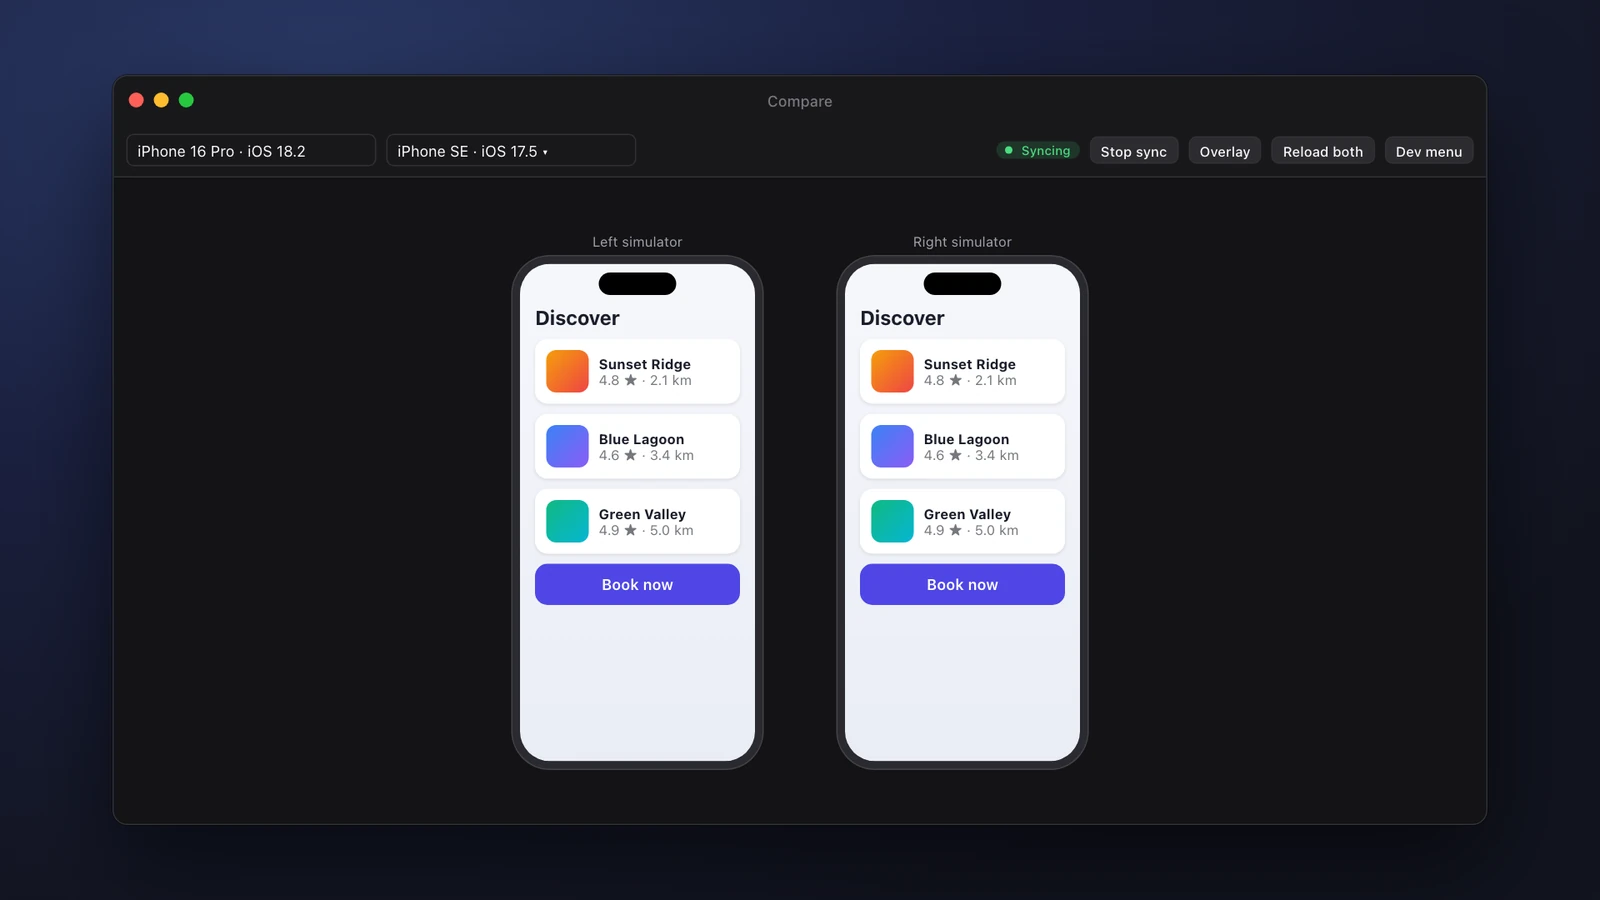 Compare
iPhone 16 Pro · iOS 18.2
iPhone SE · iOS 17.5 ▾
Syncing
Stop sync
Overlay
Reload both
Dev menu
Left simulator
Discover
Sunset Ridge
4.8 ★ · 2.1 km
Blue Lagoon
4.6 ★ · 3.4 km
Green Valley
4.9 ★ · 5.0 km
Book now
Right simulator
Discover
Sunset Ridge
4.8 ★ · 2.1 km
Blue Lagoon
4.6 ★ · 3.4 km
Green Valley
4.9 ★ · 5.0 km
Book now